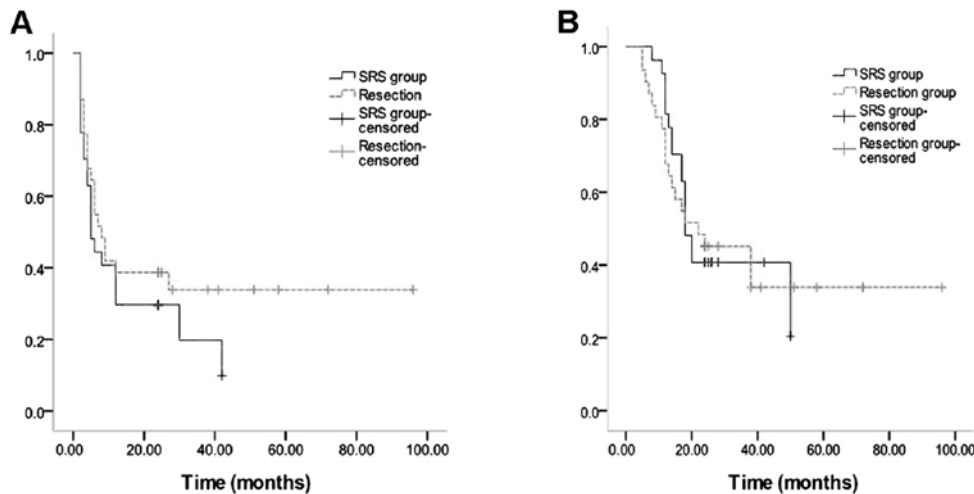 A
1.0
0.8
0.6
0.4
0.2
0.0
SRS group
Resection
SRS group-
censored
Resection-
censored
0.00 20.00 40.00 60.00 80.00 100.00
Time (months)
B
1.0
0.8
0.6
0.4
0.2
0.0
SRS group
Resection group
SRS group-
censored
Resection group-
censored
0.00 20.00 40.00 60.00 80.00 100.00
Time (months)